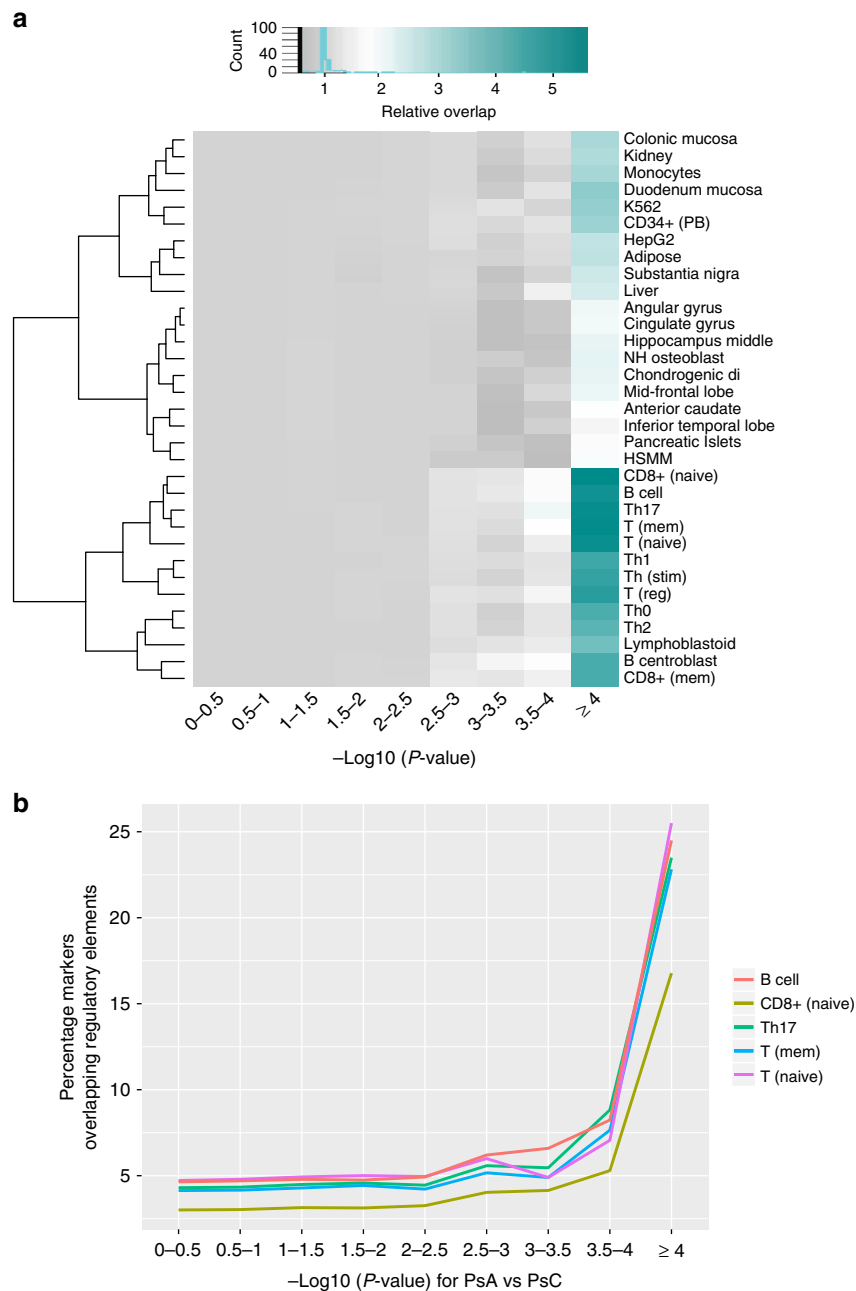 a
Count
100
40
0
1 2 3 4 5
Relative overlap
Colonic mucosa
Kidney
Monocytes
Duodenum mucosa
K562
CD34+ (PB)
HepG2
Adipose
Substantia nigra
Liver
Angular gyrus
Cingulate gyrus
Hippocampus middle
NH osteoblast
Chondrogenic di
Mid-frontal lobe
Anterior caudate
Inferior temporal lobe
Pancreatic Islets
HSMM
CD8+ (naive)
B cell
Th17
T (mem)
T (naive)
Th1
Th (stim)
T (reg)
Th0
Th2
Lymphoblastoid
B centroblast
CD8+ (mem)
0–0.5 0.5–1 1–1.5 1.5–2 2–2.5 2.5–3 3–3.5 3.5–4 ≥ 4
–Log10 (P-value)
b
Percentage markers
overlapping regulatory elements
25
20
15
10
5
0–0.5 0.5–1 1–1.5 1.5–2 2–2.5 2.5–3 3–3.5 3.5–4 ≥ 4
–Log10 (P-value) for PsA vs PsC
B cell
CD8+ (naive)
Th17
T (mem)
T (naive)